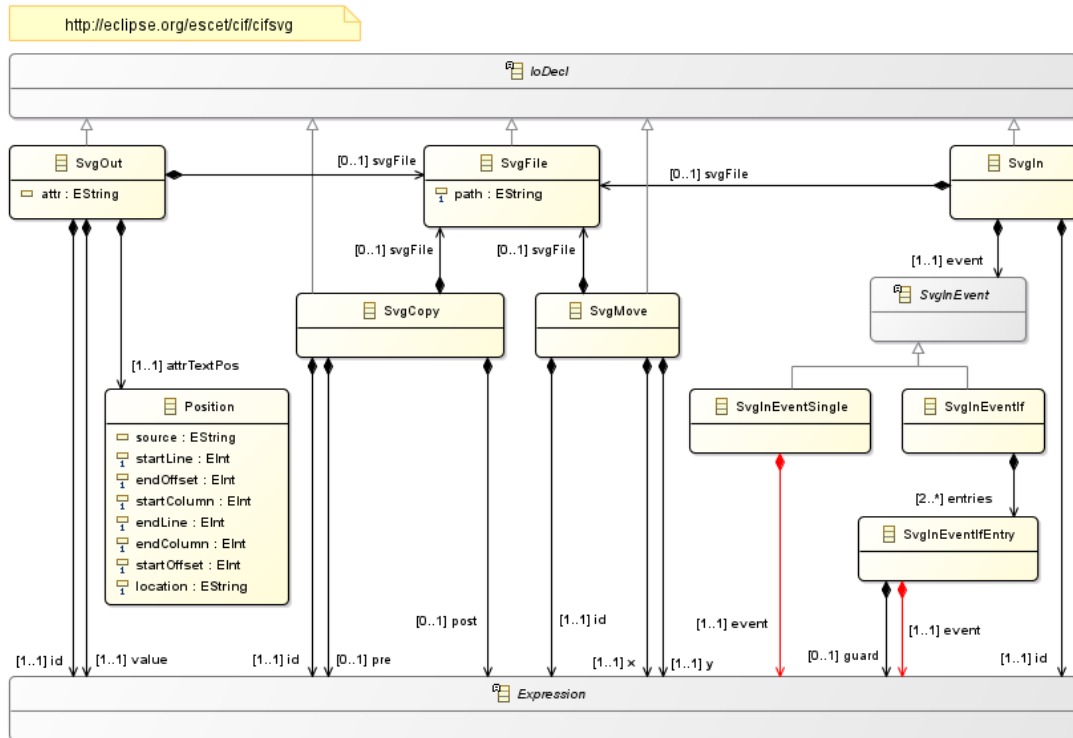 http://eclipse.org/escet/cif/cifsvg
IoDecl
SvgOut
attr : EString
[0..1] svgFile
SvgFile
path : EString
[0..1] svgFile
SvgIn
[0..1] svgFile
[0..1] svgFile
[1..1] event
SvgInEvent
SvgCopy
SvgMove
[1..1] attrTextPos
Position
source : EString
startLine : EInt
endOffset : EInt
startColumn : EInt
endLine : EInt
endColumn : EInt
startOffset : EInt
location : EString
SvgInEventSingle
SvgInEventIf
[2..*] entries
SvgInEventIfEntry
[0..1] post
[1..1] id
[1..1] event
[1..1] event
[1..1] id
[1..1] value
[1..1] id
[0..1] pre
[1..1] x
[1..1] y
[0..1] guard
[1..1] id
Expression